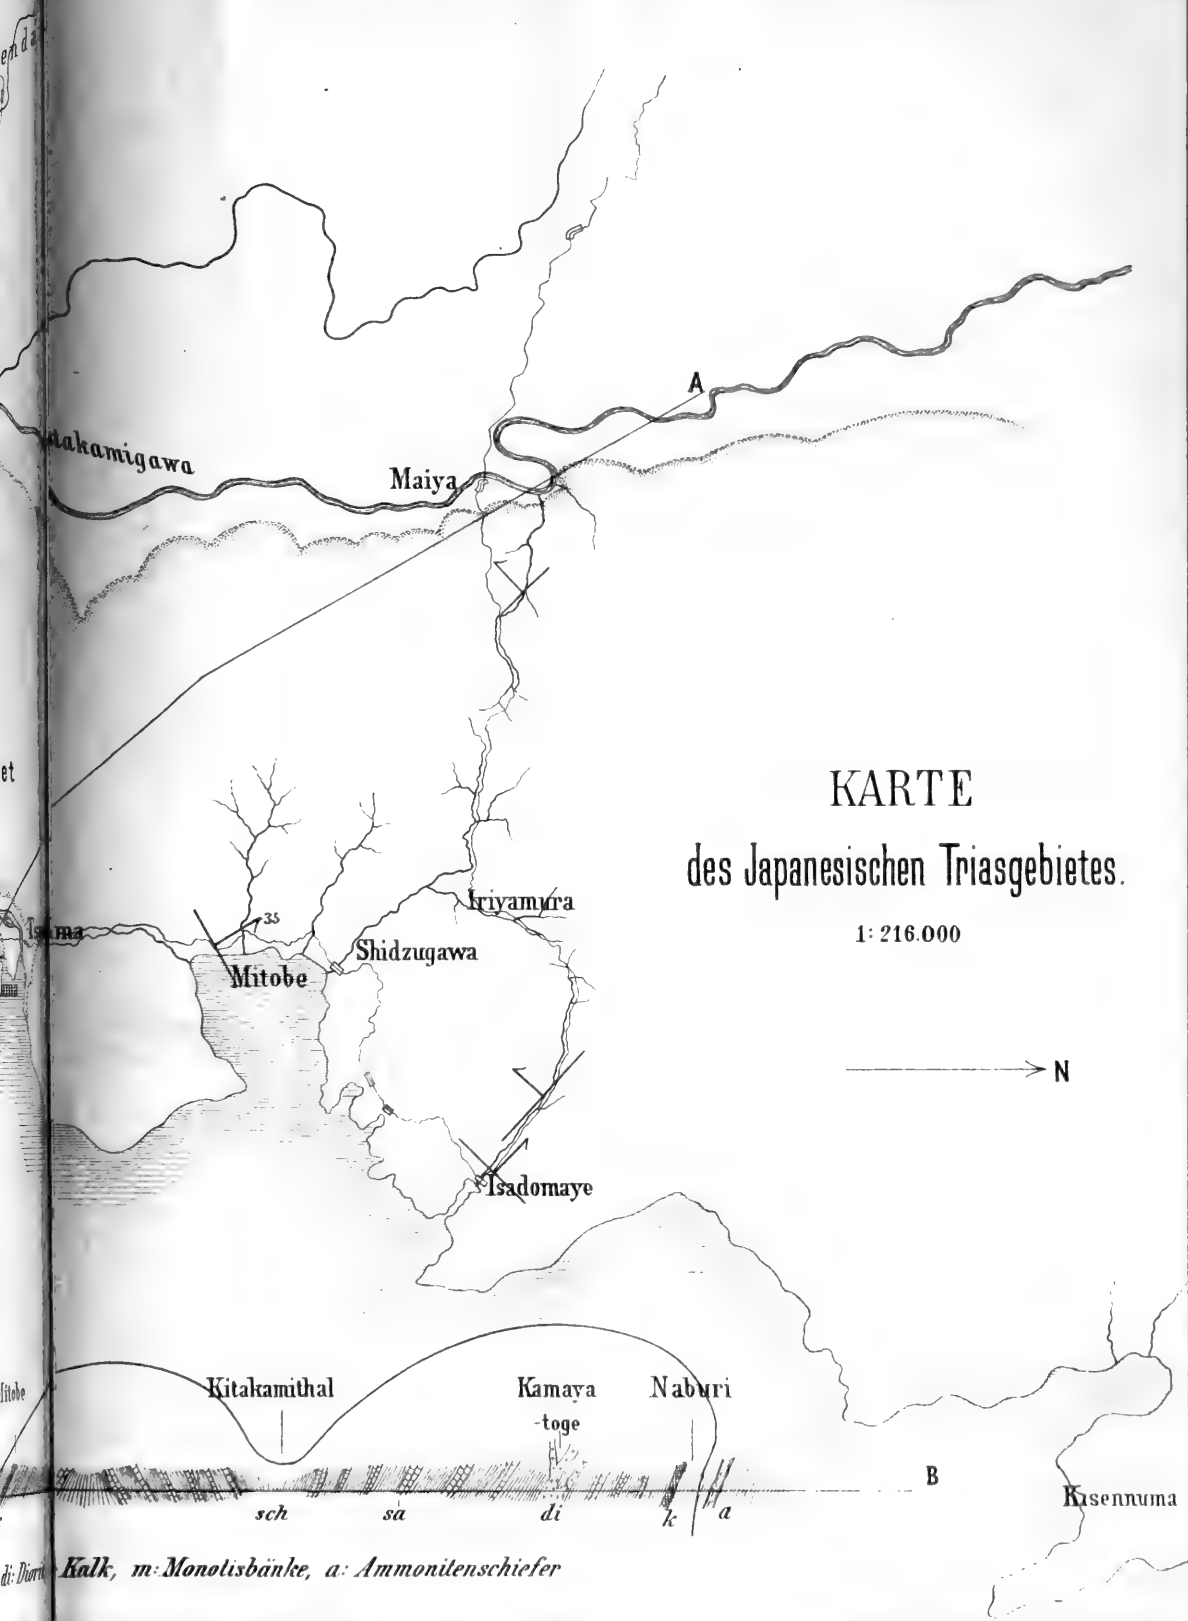 A
Maiya
KARTE
des Japanesischen Triasgebietes.
1:216.000
Iriyamura
35
Shidzugawa
Mitobe
N
Isadomaye
Kitakamithal
Kamaya
-toge
Naburi
B
Kisennuma
sch
sa
di
k
a
Kalk, m: Monotisbänke, a: Ammonitenschiefer